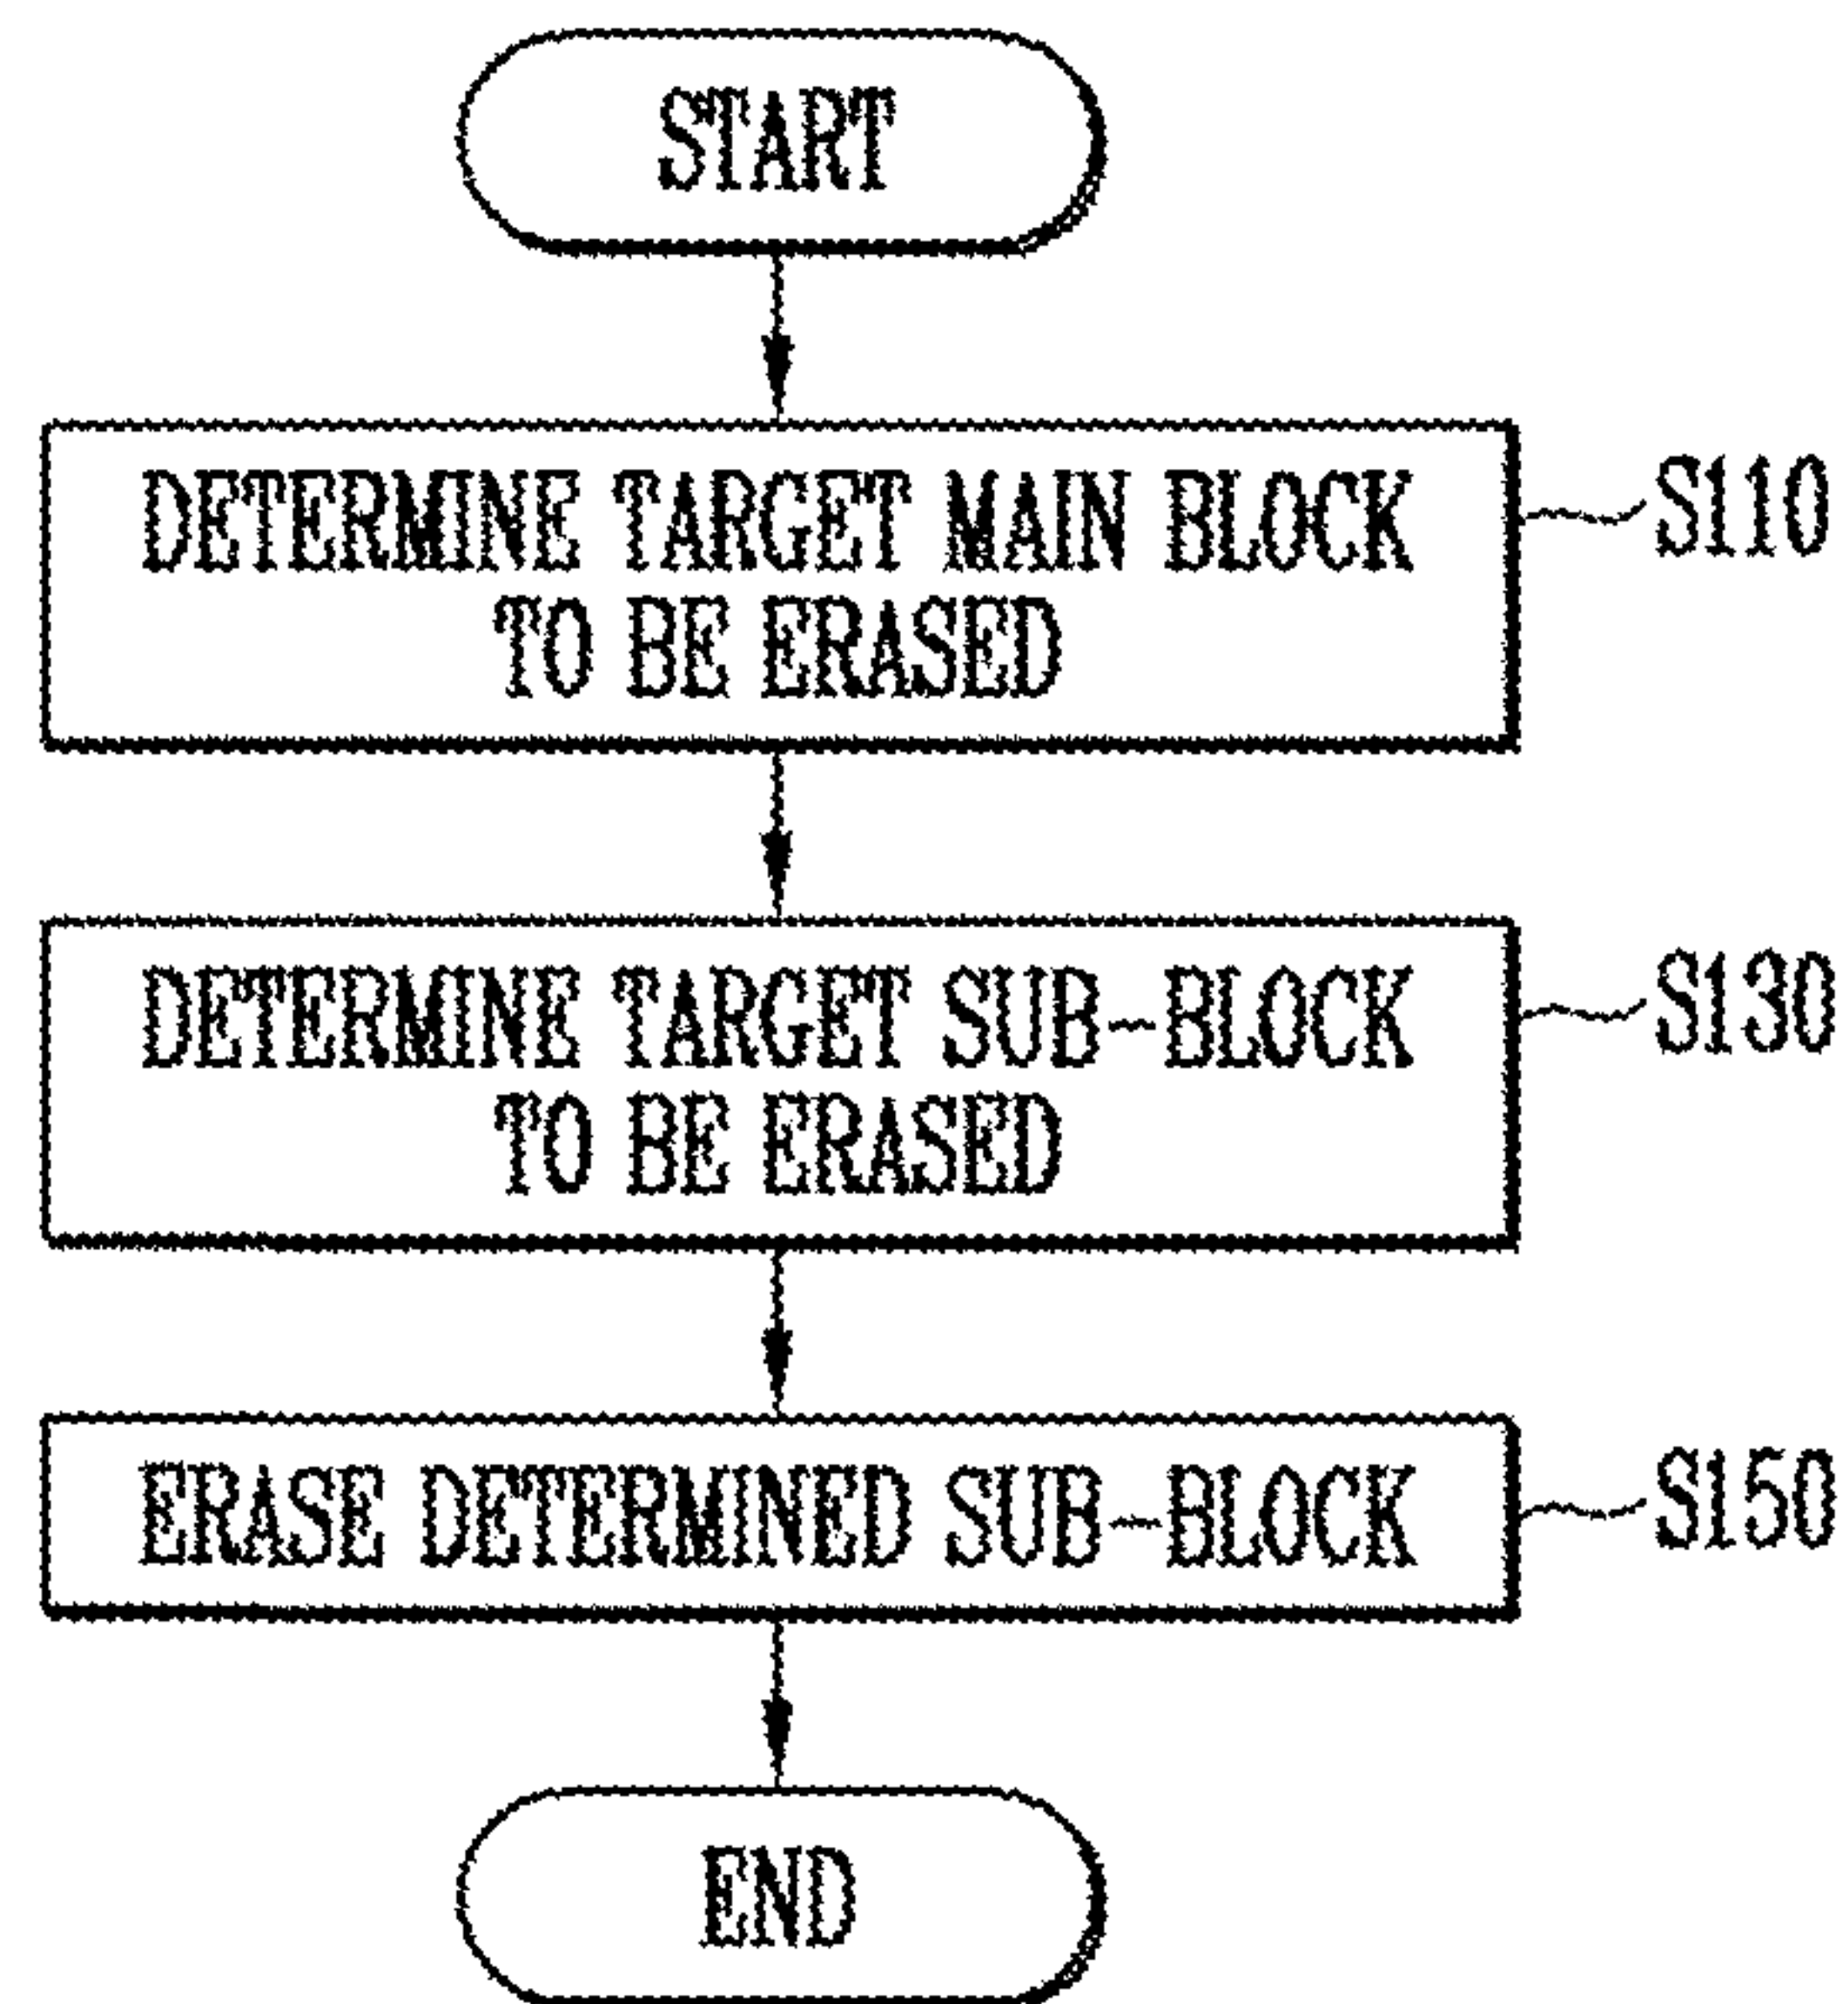 START
DETERMINE TARGET MAIN BLOCK
TO BE ERASED
S110
DETERMINE TARGET SUB-BLOCK
TO BE ERASED
S130
ERASE DETERMINED SUB-BLOCK
S150
END